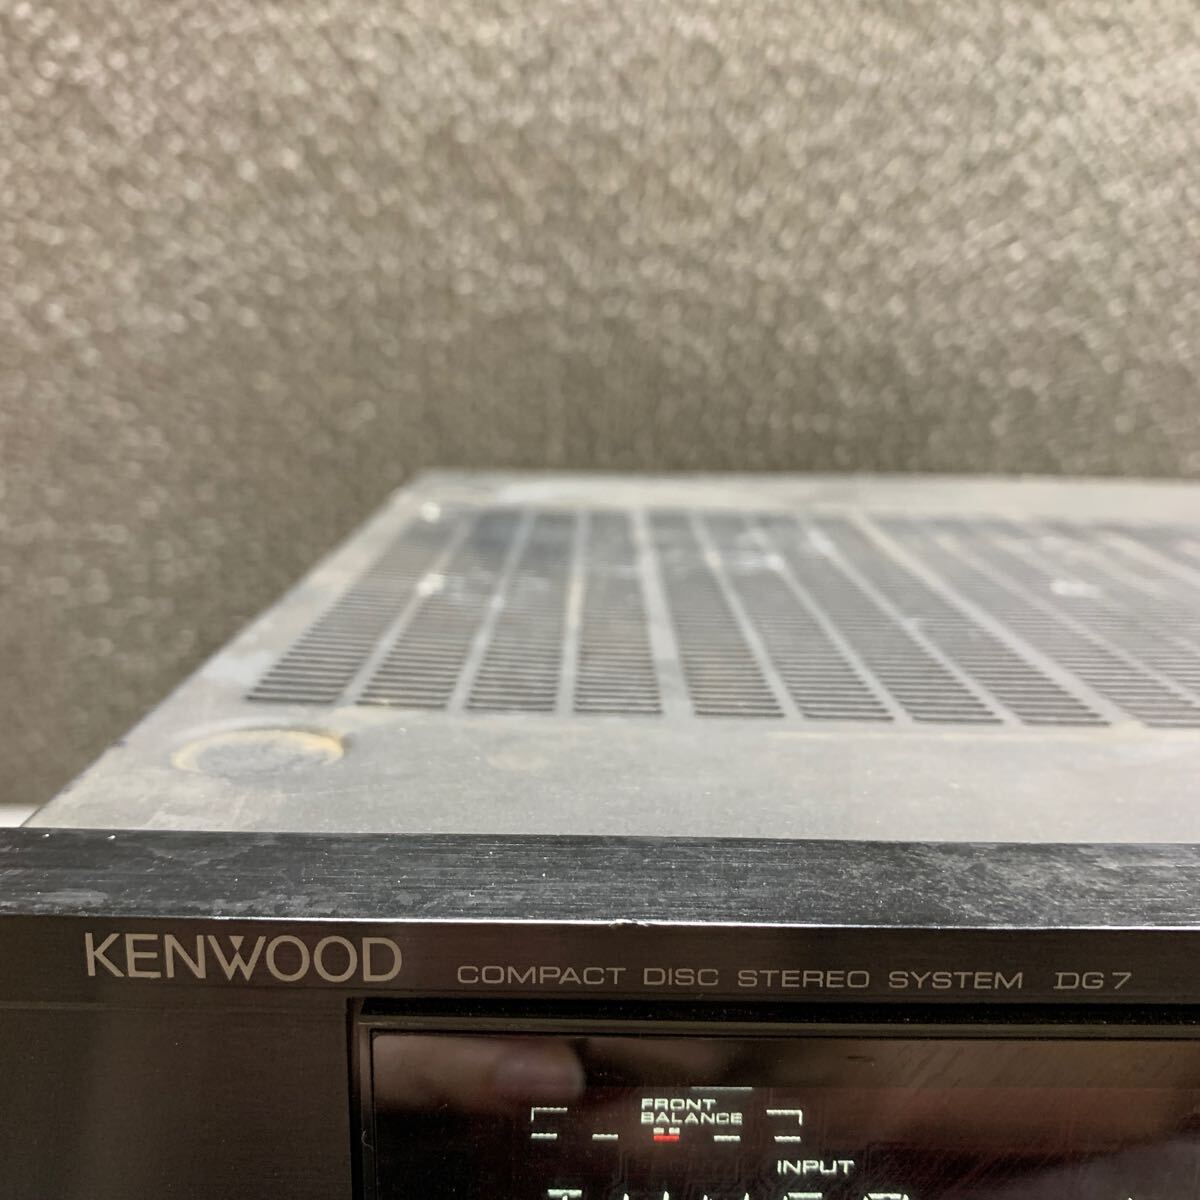 KENWOOD COMPACT DISC STEREO SYSTEM DG7
FRONT
BALANCE
INPUT